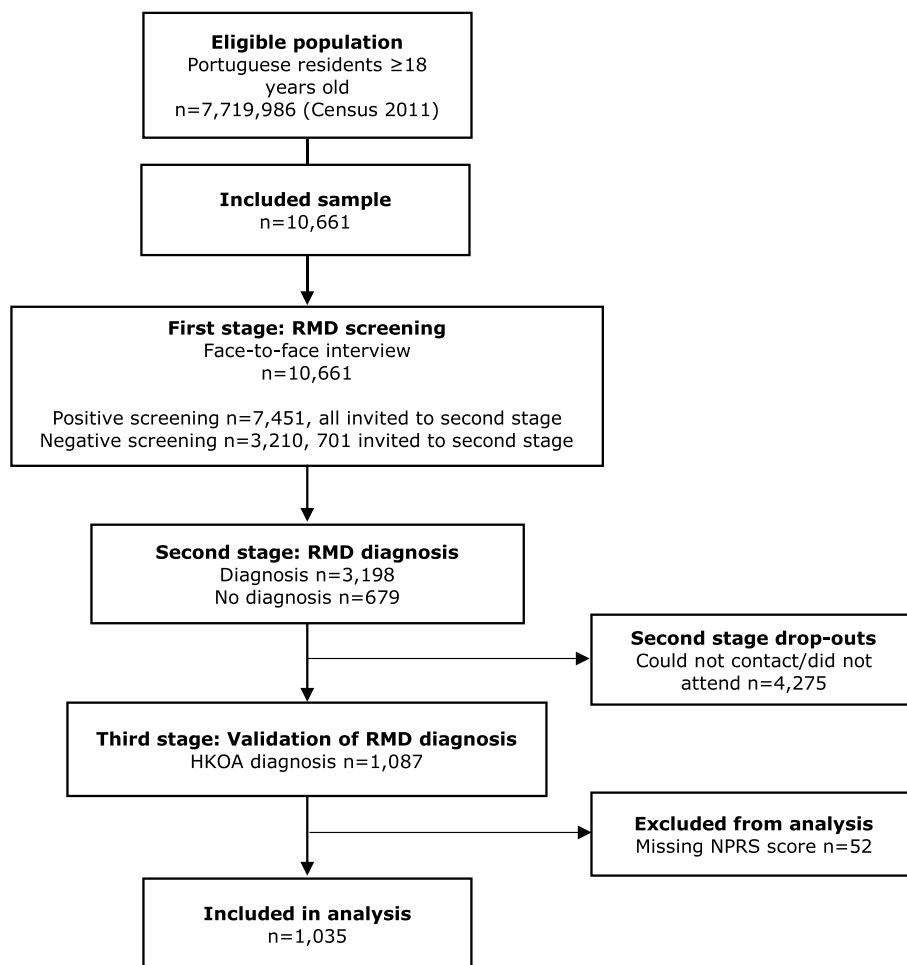 Eligible population
Portuguese residents ≥18
years old
n=7,719,986 (Census 2011)
Included sample
n=10,661
First stage: RMD screening
Face-to-face interview
n=10,661
Positive screening n=7,451, all invited to second stage
Negative screening n=3,210, 701 invited to second stage
Second stage: RMD diagnosis
Diagnosis n=3,198
No diagnosis n=679
Second stage drop-outs
Could not contact/did not
attend n=4,275
Third stage: Validation of RMD diagnosis
HKOA diagnosis n=1,087
Excluded from analysis
Missing NPRS score n=52
Included in analysis
n=1,035